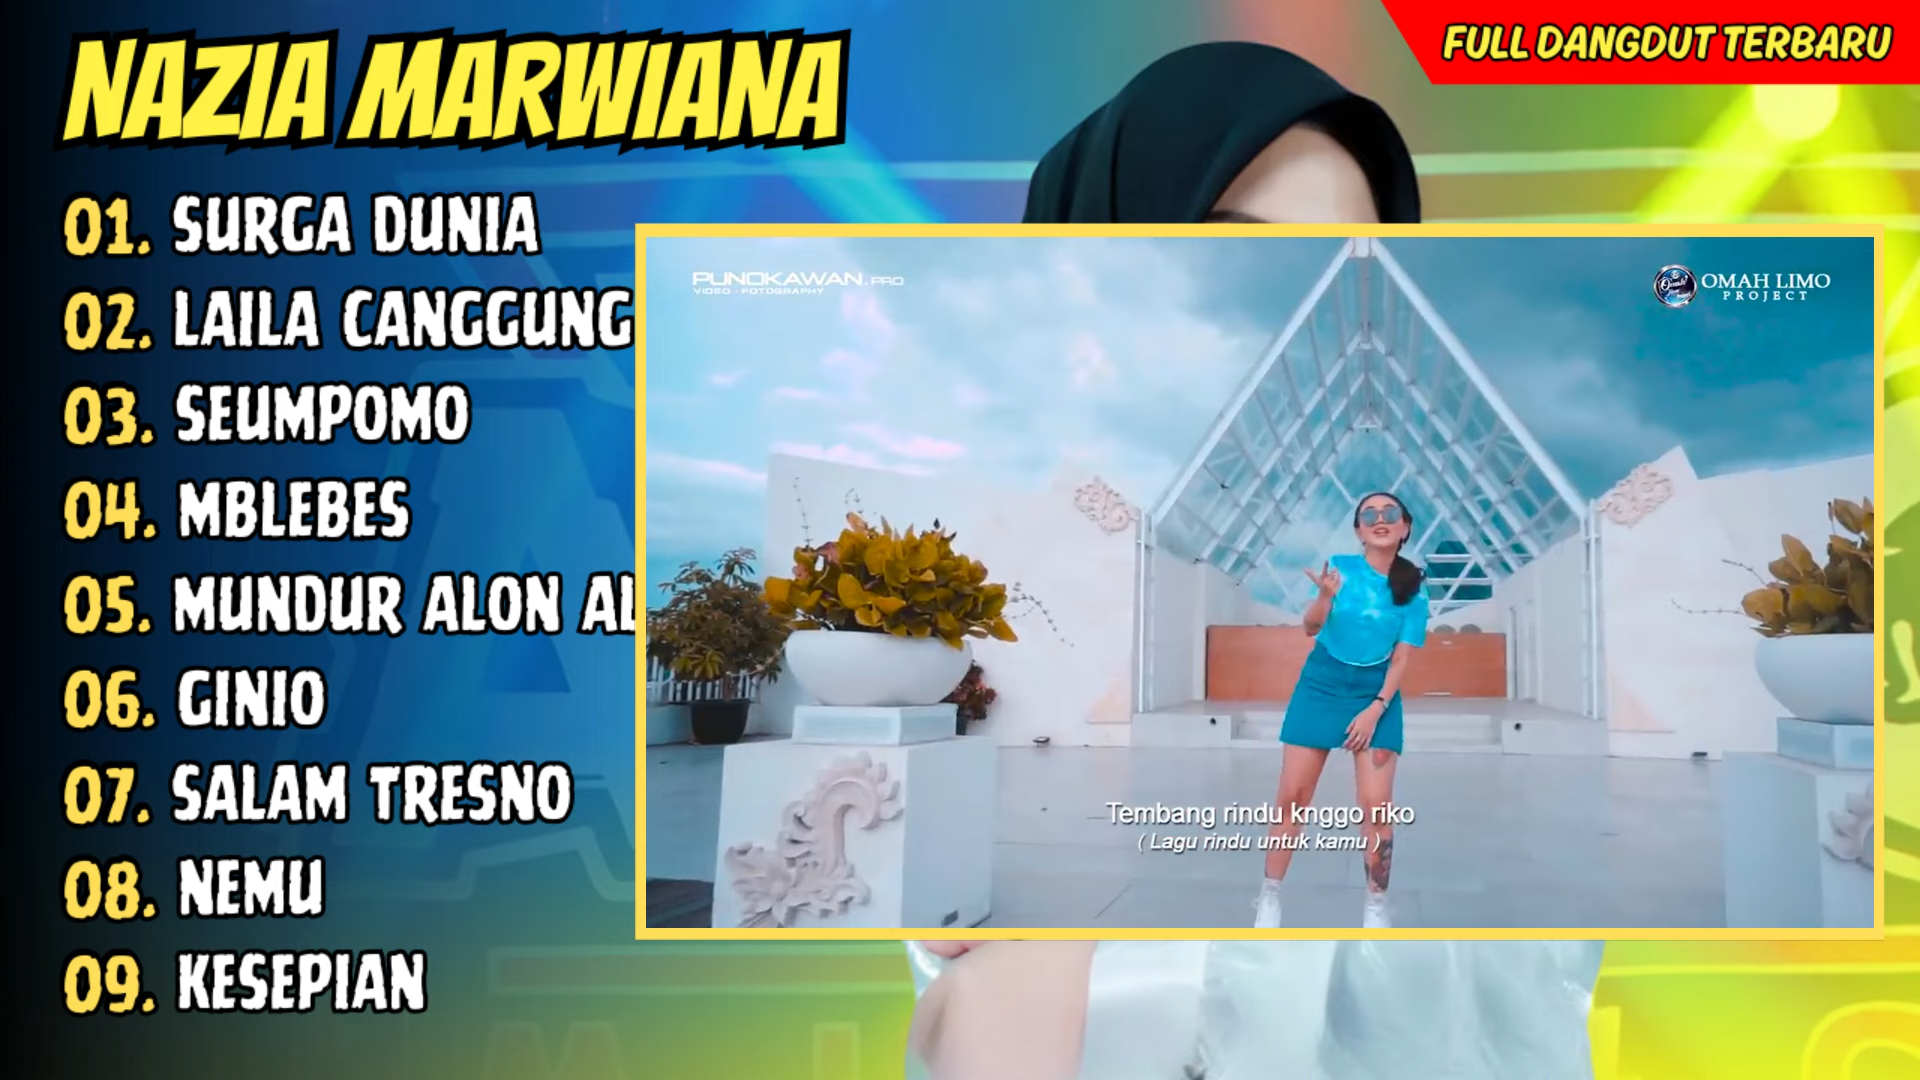 NAZIA MARWIANA
FULL DANGDUT TERBARU
01. SURGA DUNIA
02. LAILA CANGGUNG
03. SEUMPOMO
04. MBLEBES
05. MUNDUR ALON AL
06. GINIO
07. SALAM TRESNO
08. NEMU
09. KESEPIAN
PUNOKAWAN.PRO
VIDEO - FOTOGRAPHY
OMAH LIMO
PROJECT
Tembang rindu knggo riko
( Lagu rindu untuk kamu )